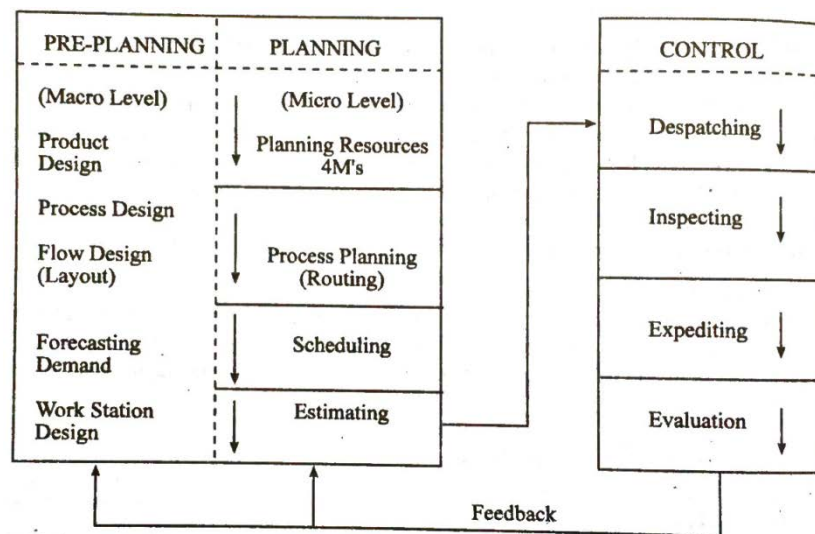 PRE-PLANNING
(Macro Level)
Product
Design
Process Design
Flow Design
(Layout)
Forecasting
Demand
Work Station
Design
PLANNING
(Micro Level)
Planning Resources
4M's
Process Planning
(Routing)
Scheduling
Estimating
CONTROL
Despatching
Inspecting
Expediting
Evaluation
Feedback